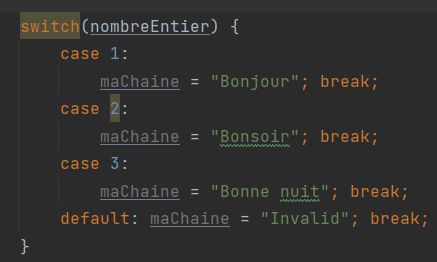 switch(nombreEntier) {
case 1:
maChaine = "Bonjour"; break;
case 2:
maChaine = "Bonsoir"; break;
case 3:
maChaine = "Bonne nuit"; break;
default: maChaine = "Invalid"; break;
}